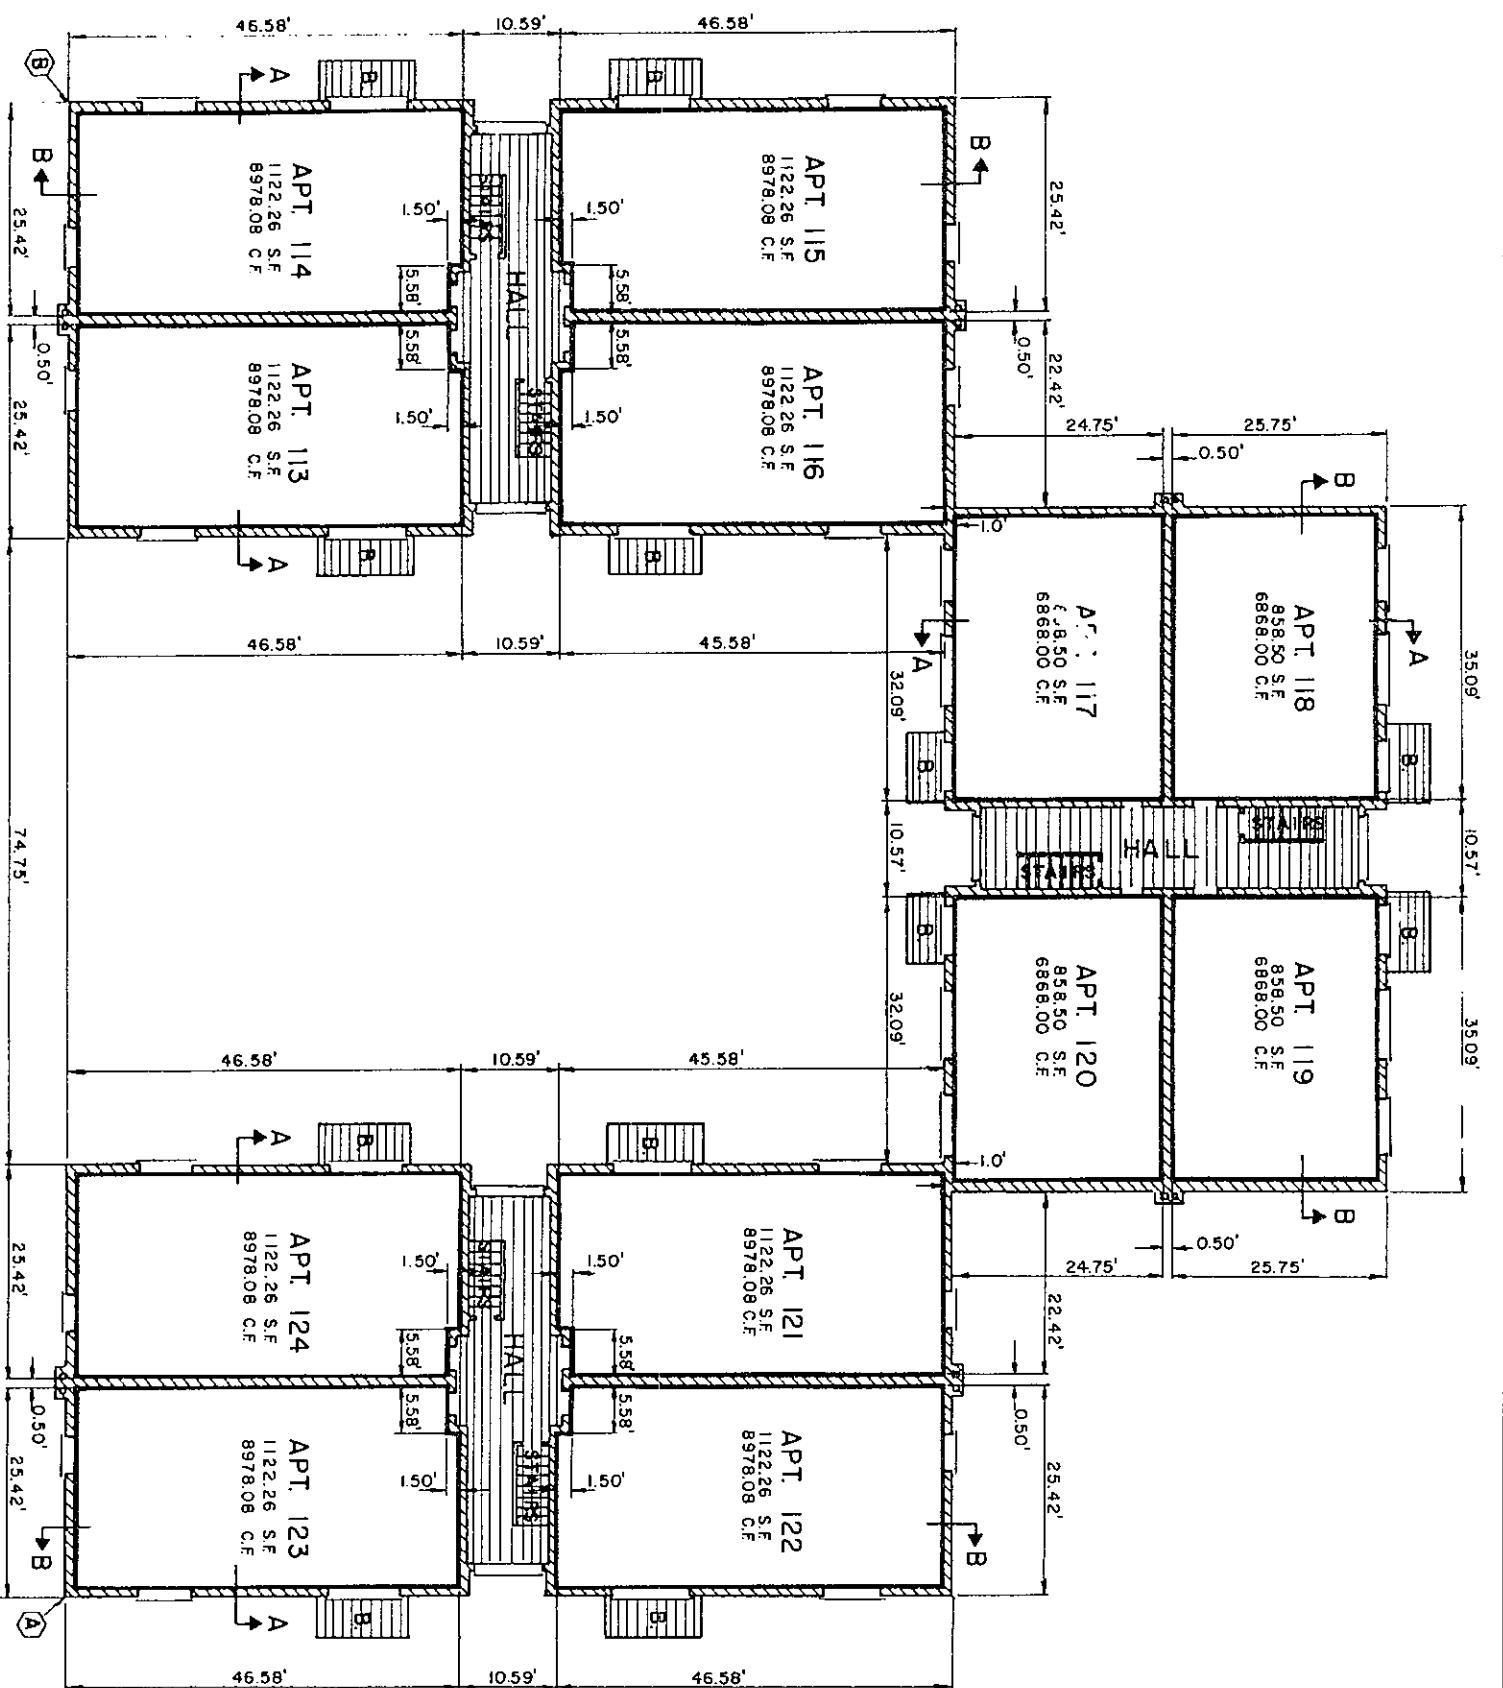 46.58'
10.59'
46.58'
B
A
B
B
B
B
25.42'
25.42'
APT. 114
1122.26 S.F.
8978.08 C.F.
APT. 115
1122.26 S.F.
8978.08 C.F.
STAIRS
HALL
1.50'
1.50'
5.58'
5.58'
0.50'
0.50'
5.58'
5.58'
25.42'
22.42'
APT. 113
1122.26 S.F.
8978.08 C.F.
APT. 116
1122.26 S.F.
8978.08 C.F.
STAIRS
1.50'
1.50'
A
B
B
24.75'
25.75'
0.50'
B
1.0'
35.09'
APT. 118
858.50 S.F.
6868.00 C.F.
117
.50 S.F.
6868.00 C.F.
A
A
46.58'
10.59'
45.58'
32.09'
B
B
STAIRS
HALL
STAIRS
10.57'
10.57'
74.75'
B
B
APT. 119
858.50 S.F.
6868.00 C.F.
APT. 120
858.50 S.F.
6868.00 C.F.
32.09'
35.09'
46.58'
10.59'
45.58'
A
B
B
1.0'
B
0.50'
24.75'
25.75'
25.42'
22.42'
APT. 124
1122.26 S.F.
8978.08 C.F.
APT. 121
1122.26 S.F.
8978.08 C.F.
STAIRS
HALL
1.50'
1.50'
5.58'
5.58'
0.50'
0.50'
5.58'
5.58'
25.42'
25.42'
APT. 123
1122.26 S.F.
8978.08 C.F.
APT. 122
1122.26 S.F.
8978.08 C.F.
STAIRS
1.50'
1.50'
B
B
A
A
B
B
46.58'
10.59'
46.58'